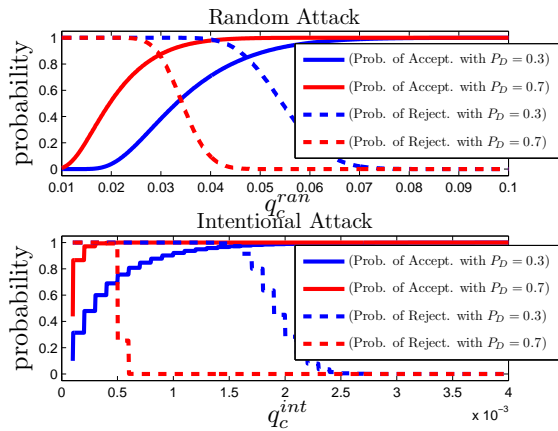 Random Attack
probability
1
0.8
0.6
0.4
0.2
0
0.01 0.02 0.03 0.04 0.05 0.06 0.07 0.08 0.09 0.1
q_c^{ran}
(Prob. of Accept. with P_D = 0.3)
(Prob. of Accept. with P_D = 0.7)
(Prob. of Reject. with P_D = 0.3)
(Prob. of Reject. with P_D = 0.7)
Intentional Attack
probability
1
0.8
0.6
0.4
0.2
0
0 0.5 1 1.5 2 2.5 3 3.5 4
x 10^{-3}
q_c^{int}
(Prob. of Accept. with P_D = 0.3)
(Prob. of Accept. with P_D = 0.7)
(Prob. of Reject. with P_D = 0.3)
(Prob. of Reject. with P_D = 0.7)